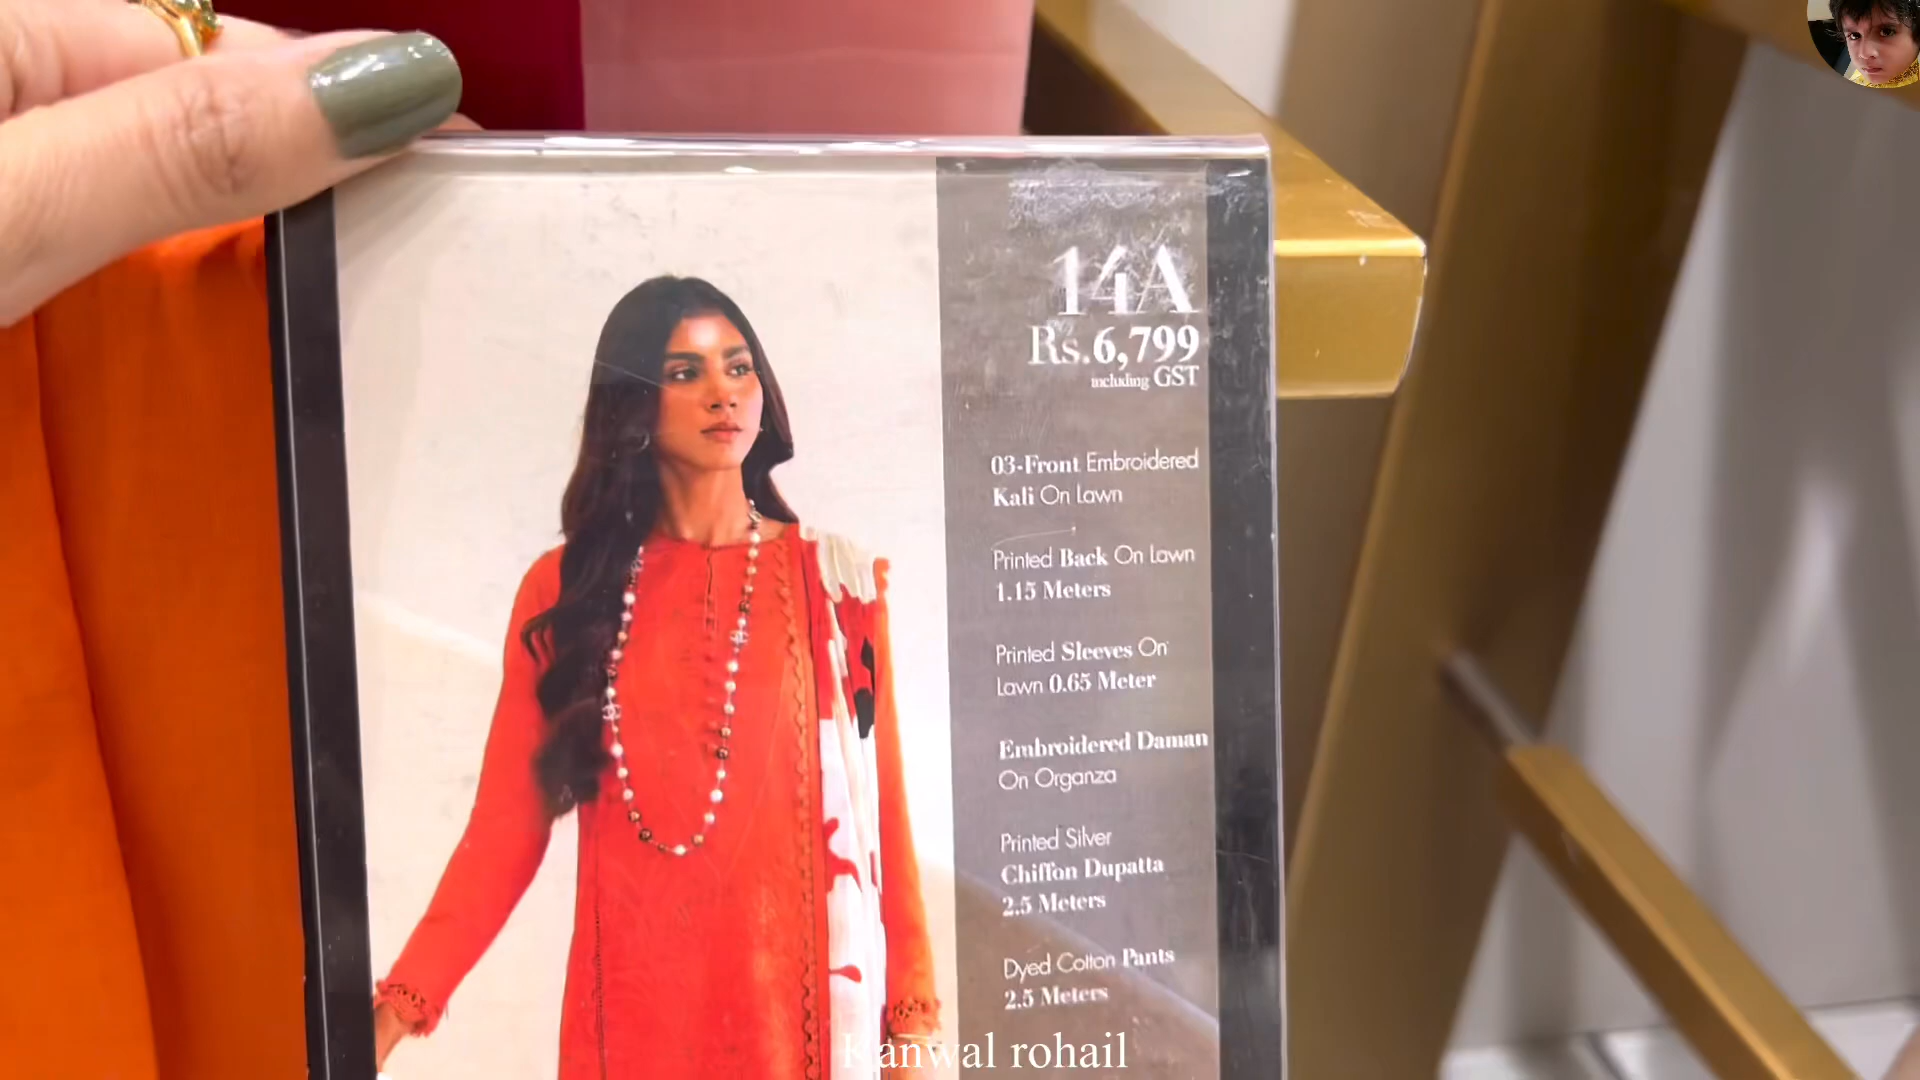 14A
Rs.6,799
including GST
03-Front Embroidered
Kali On Lawn
Printed Back On Lawn
1.15 Meters
Printed Sleeves On
Lawn 0.65 Meter
Embroidered Daman
On Organza
Printed Silver
Chiffon Dupatta
2.5 Meters
Dyed Cotton Pants
2.5 Meters
Kanwal rohail